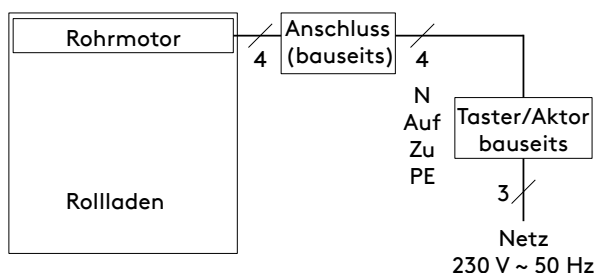 Rohrmotor
4
Anschluss
(bauseits)
4
N
Auf
Zu
PE
Taster/Aktor
bauseits
3
Rollladen
Netz
230 V ~ 50 Hz